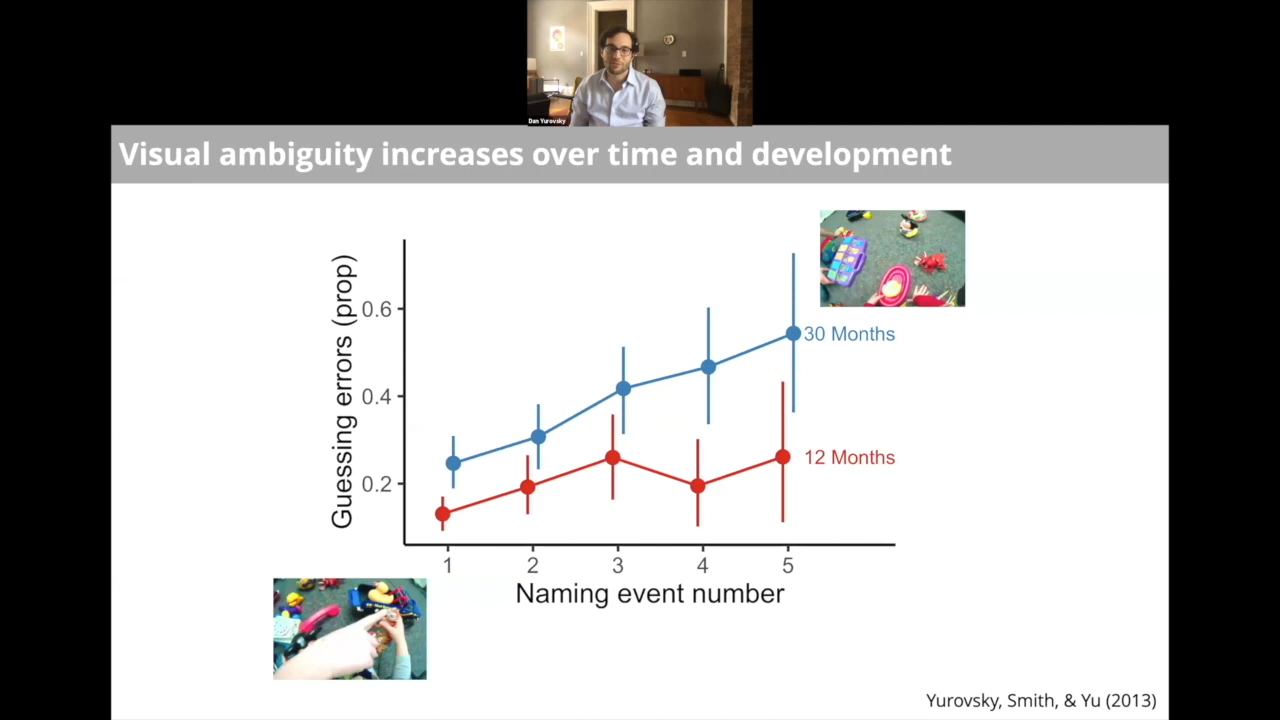 Dan Yurovsky
Visual ambiguity increases over time and development
Guessing errors (prop)
0.6
0.4
0.2
30 Months
12 Months
1 2 3 4 5
Naming event number
Yurovsky, Smith, & Yu (2013)